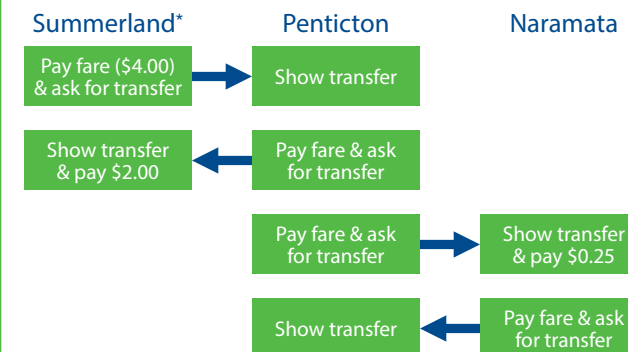 Summerland*
Penticton
Naramata
Pay fare ($4.00)
& ask for transfer
Show transfer
Show transfer
& pay $2.00
Pay fare & ask
for transfer
Pay fare & ask
for transfer
Show transfer
& pay $0.25
Show transfer
Pay fare & ask
for transfer